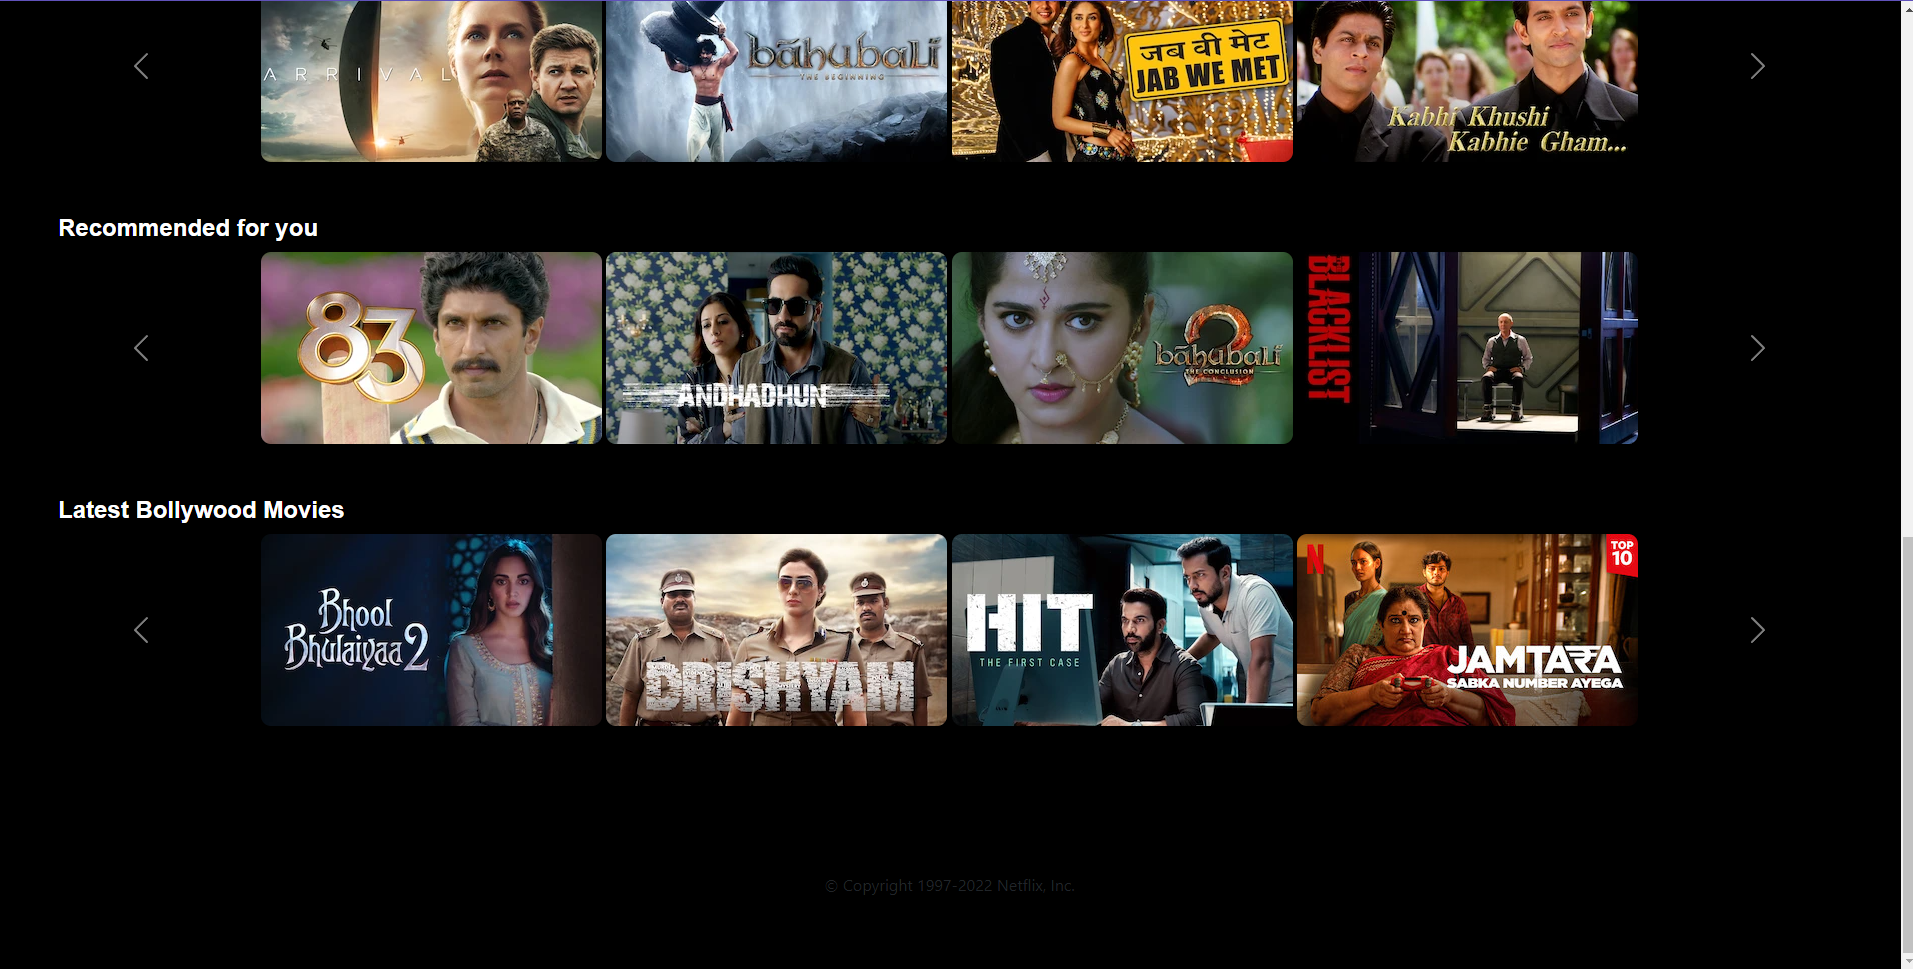 ARRIVAL
bāhubali
THE BEGINNING
जब वी मेट
JAB WE MET
Kabhi Khushi
Kabhie Gham...
Recommended for you
83
ANDHADHUN
bāhubali
2
THE CONCLUSION
BLACKLIST
Latest Bollywood Movies
Bhool
Bhulaiyaa 2
DRISHYAM
HIT
THE FIRST CASE
N
TOP
10
JAMTARA
SABKA NUMBER AYEGA
© Copyright 1997-2022 Netflix, Inc.